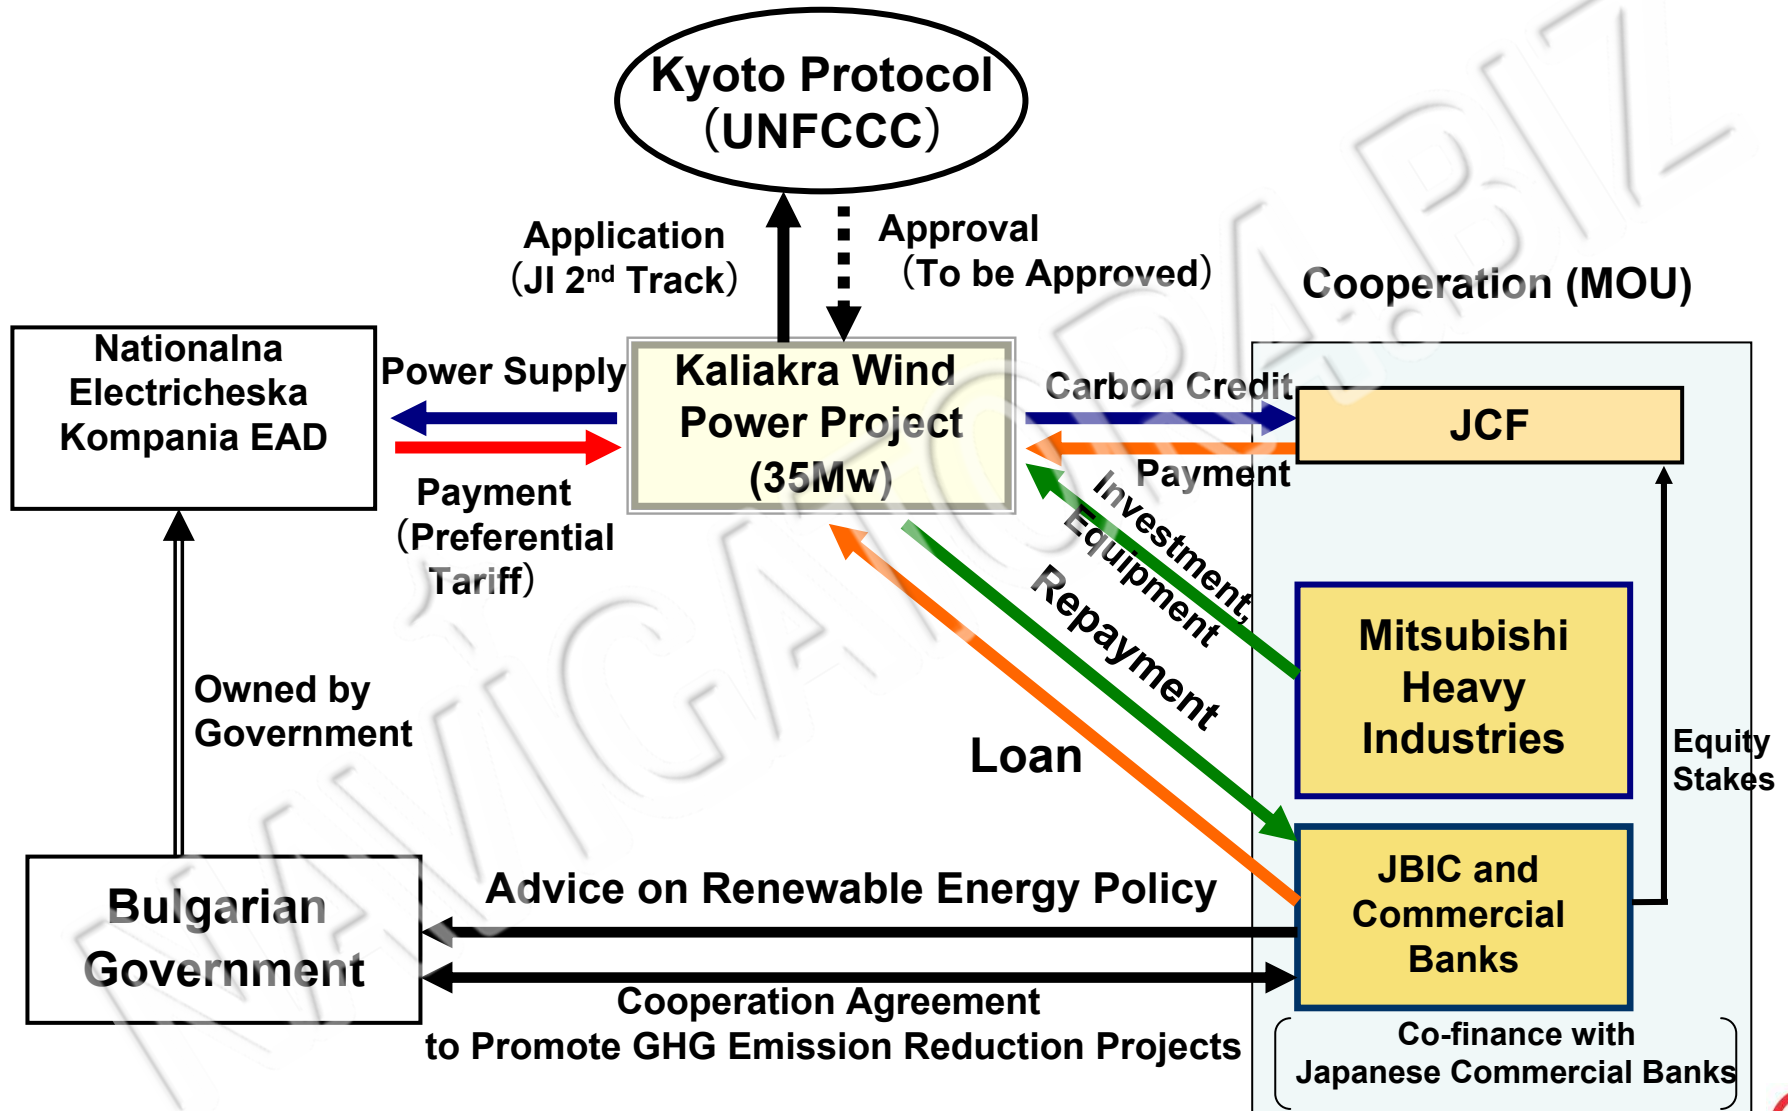 Kyoto Protocol
（UNFCCC）
Application
（JI 2nd Track）
Approval
（To be Approved）
Cooperation (MOU)
Nationalna
Electricheska
Kompania EAD
Power Supply
Kaliakra Wind
Power Project
(35Mw)
Carbon Credit
JCF
Payment
Payment
（Preferential
Tariff）
Investment,
Equipment
Repayment
Loan
Mitsubishi
Heavy
Industries
Equity
Stakes
Owned by
Government
Bulgarian
Government
Advice on Renewable Energy Policy
JBIC and
Commercial
Banks
Cooperation Agreement
to Promote GHG Emission Reduction Projects
Co-finance with
Japanese Commercial Banks
NAVIGATORA.BIZ